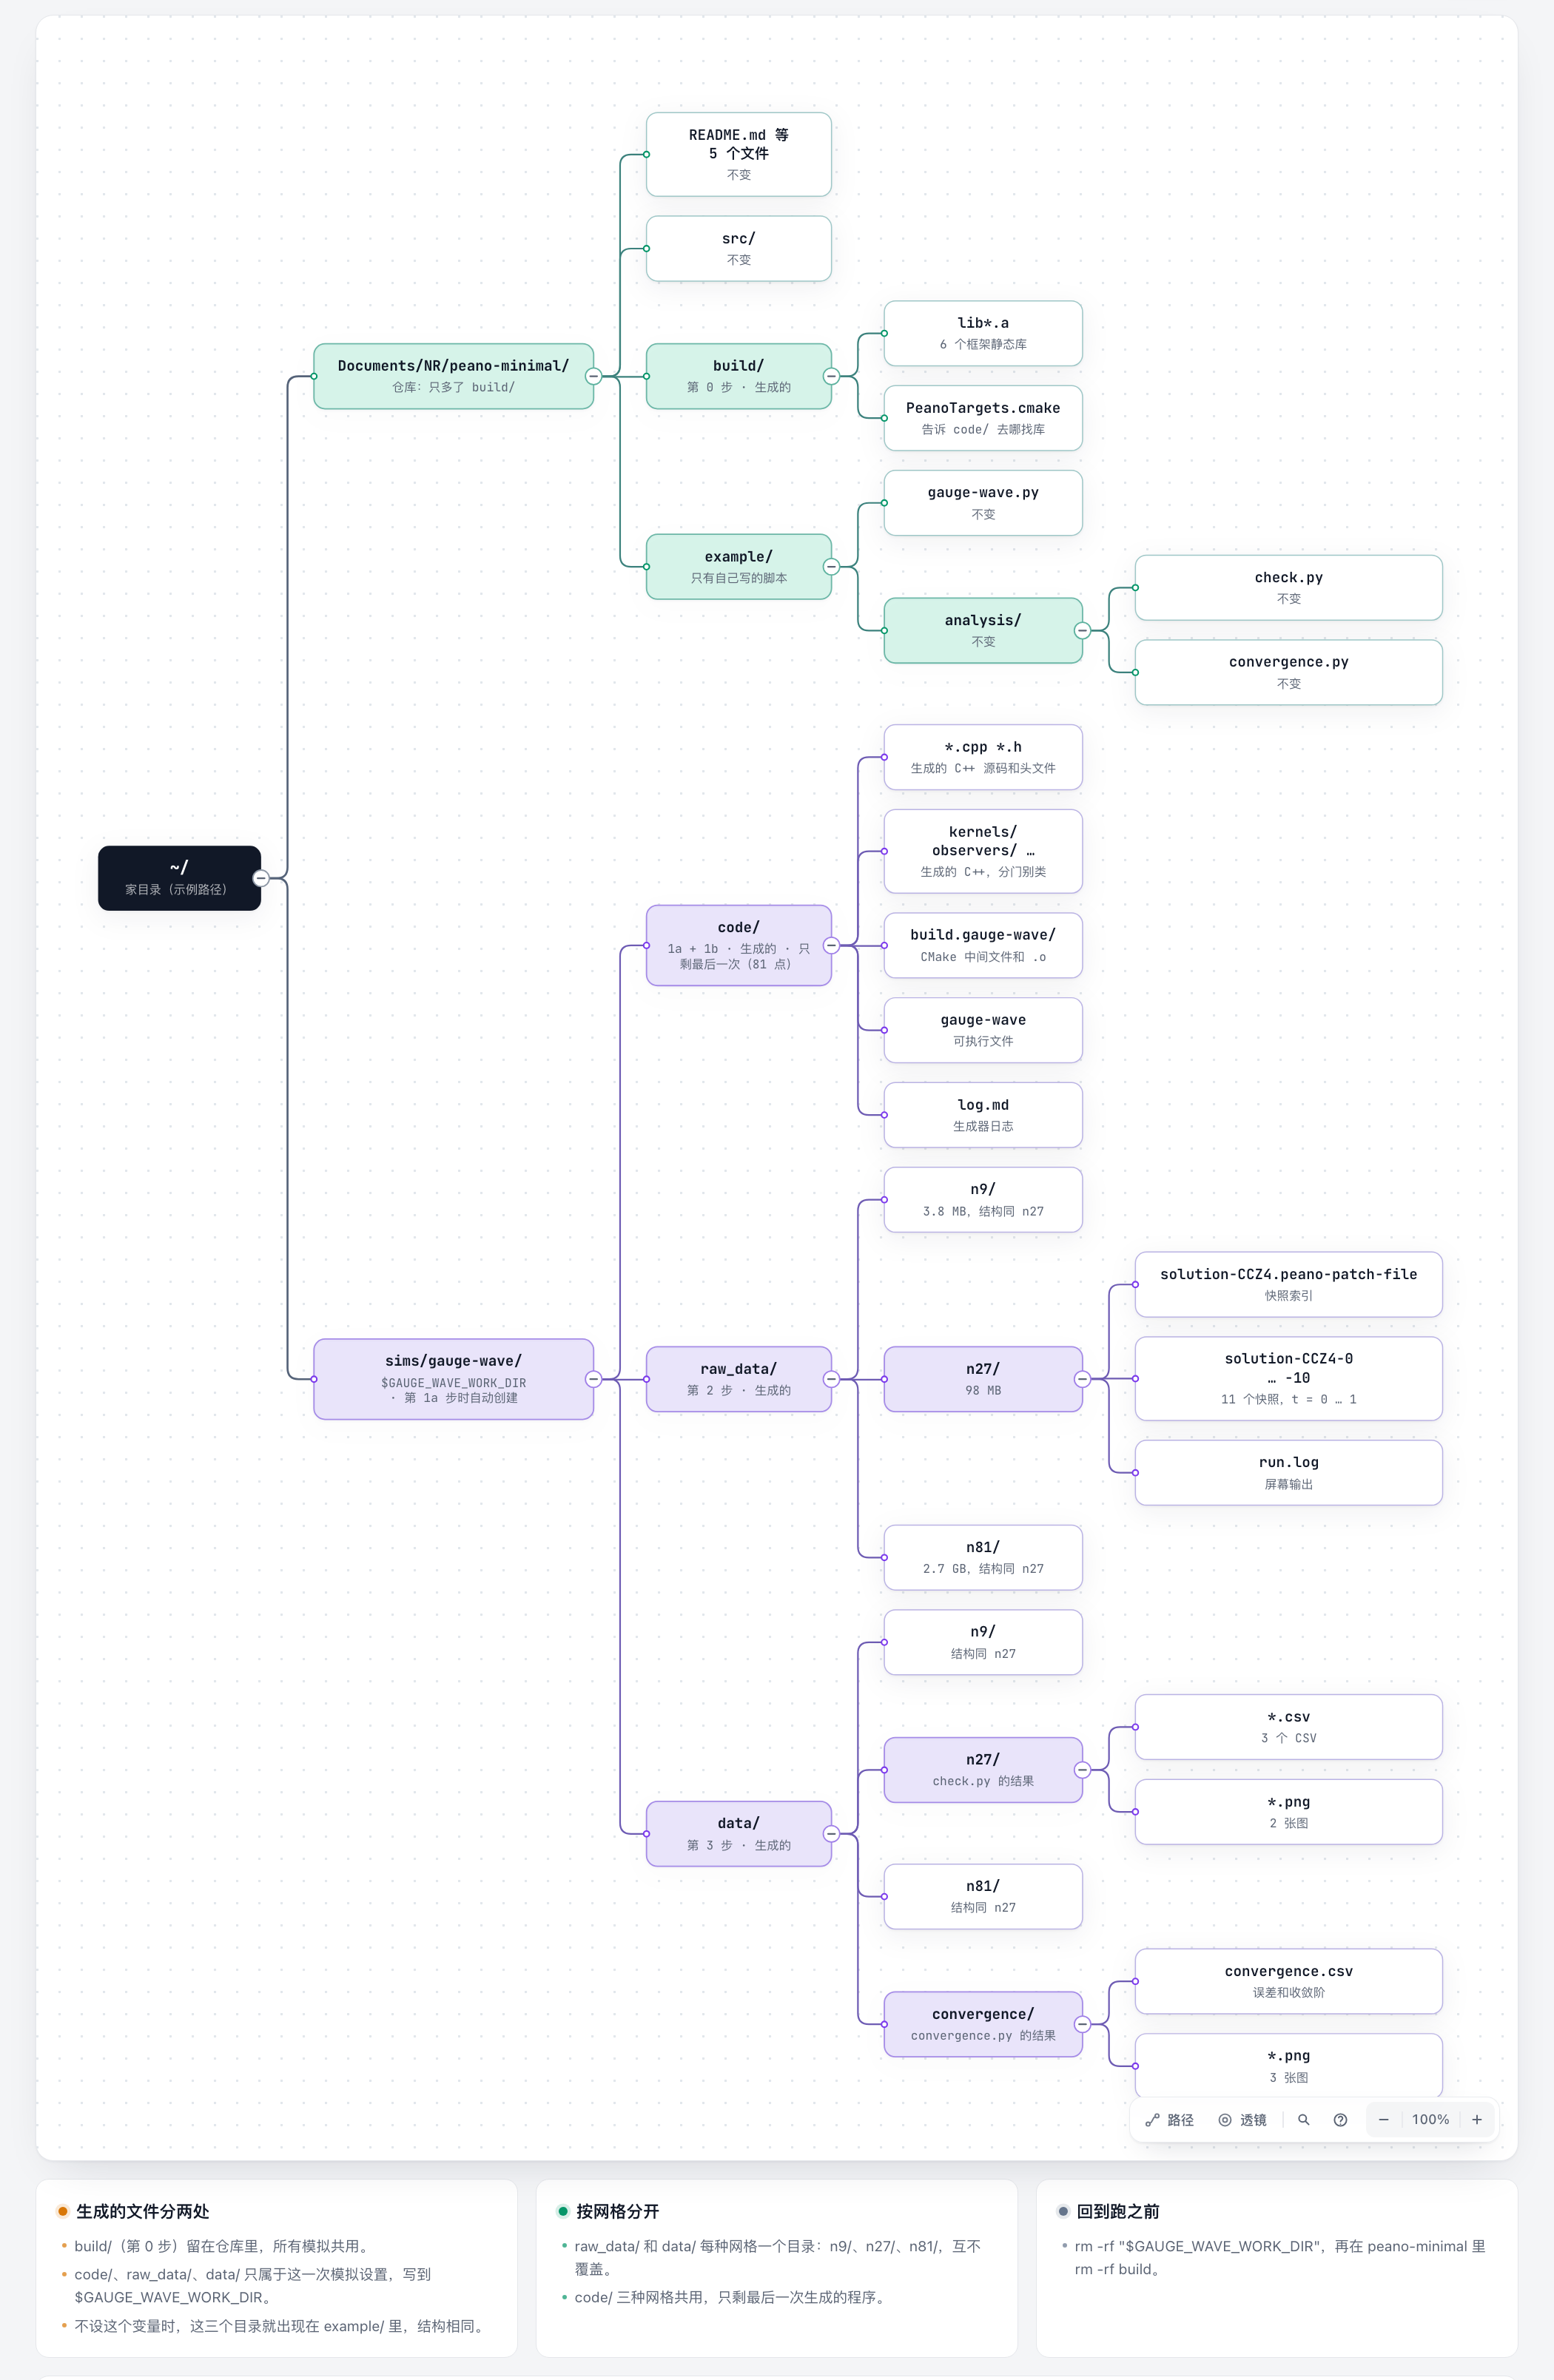 README.md 等
5 个文件
不变
src/
不变
lib*.a
6 个框架静态库
Documents/NR/peano-minimal/
仓库：只多了 build/
build/
第 0 步 · 生成的
PeanoTargets.cmake
告诉 code/ 去哪找库
gauge-wave.py
不变
example/
只有自己写的脚本
check.py
不变
analysis/
不变
convergence.py
不变
*.cpp *.h
生成的 C++ 源码和头文件
kernels/
observers/ …
生成的 C++，分门别类
~/
家目录（示例路径）
code/
1a + 1b · 生成的 · 只
剩最后一次（81 点）
build.gauge-wave/
CMake 中间文件和 .o
gauge-wave
可执行文件
log.md
生成器日志
n9/
3.8 MB，结构同 n27
solution-CCZ4.peano-patch-file
快照索引
sims/gauge-wave/
$GAUGE_WAVE_WORK_DIR
· 第 1a 步时自动创建
raw_data/
第 2 步 · 生成的
n27/
98 MB
solution-CCZ4-0
… -10
11 个快照，t = 0 … 1
run.log
屏幕输出
n81/
2.7 GB，结构同 n27
n9/
结构同 n27
*.csv
3 个 CSV
n27/
check.py 的结果
*.png
2 张图
data/
第 3 步 · 生成的
n81/
结构同 n27
convergence.csv
误差和收敛阶
convergence/
convergence.py 的结果
*.png
3 张图
路径 透镜 100%
生成的文件分两处
build/（第 0 步）留在仓库里，所有模拟共用。
code/、raw_data/、data/ 只属于这一次模拟设置，写到
$GAUGE_WAVE_WORK_DIR。
不设这个变量时，这三个目录就出现在 example/ 里，结构相同。
按网格分开
raw_data/ 和 data/ 每种网格一个目录：n9/、n27/、n81/，互不
覆盖。
code/ 三种网格共用，只剩最后一次生成的程序。
回到跑之前
rm -rf "$GAUGE_WAVE_WORK_DIR"，再在 peano-minimal 里
rm -rf build。